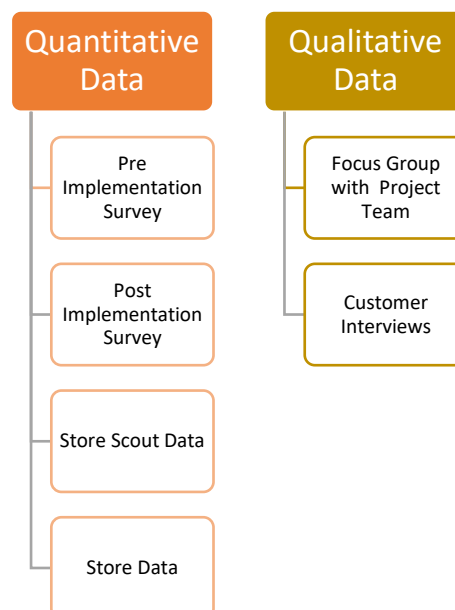 Quantitative
Data
Pre
Implementation
Survey
Post
Implementation
Survey
Store Scout Data
Store Data
Qualitative
Data
Focus Group
with Project
Team
Customer
Interviews